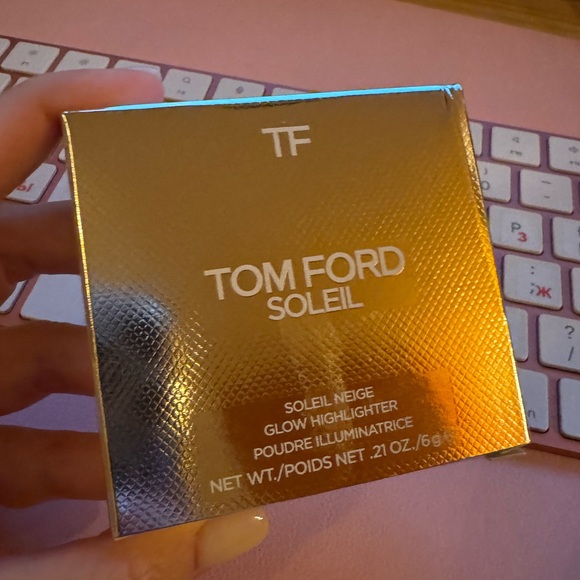 TF
TOM FORD
SOLEIL
SOLEIL NEIGE
GLOW HIGHLIGHTER
POUDRE ILLUMINATRICE
NET WT./POIDS NET .21 OZ./6g
P
З
Ж
Ы
?
/